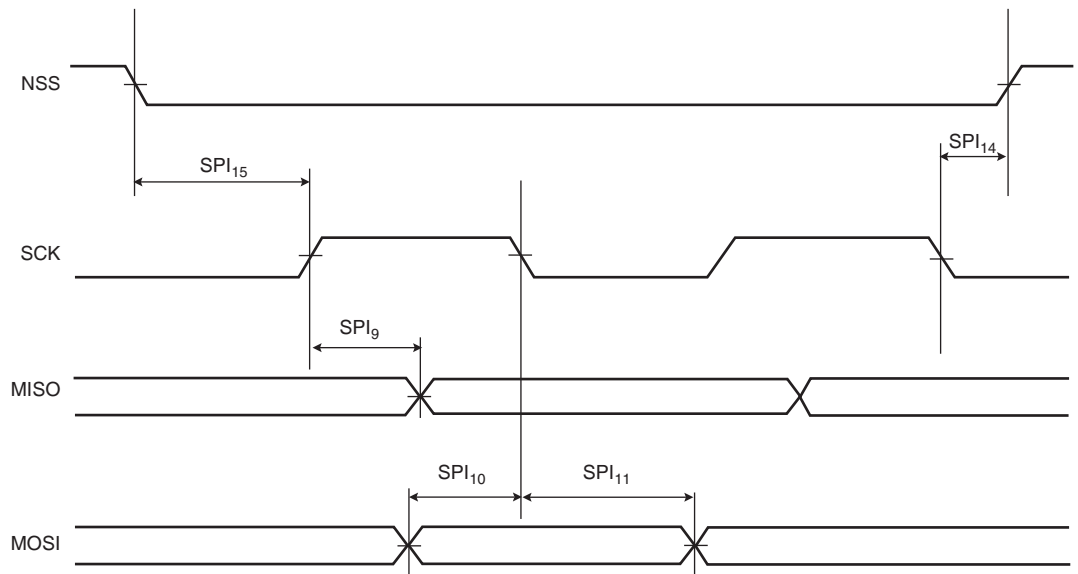 NSS
SPI₁₄
SPI₁₅
SCK
SPI₉
MISO
SPI₁₀ SPI₁₁
MOSI